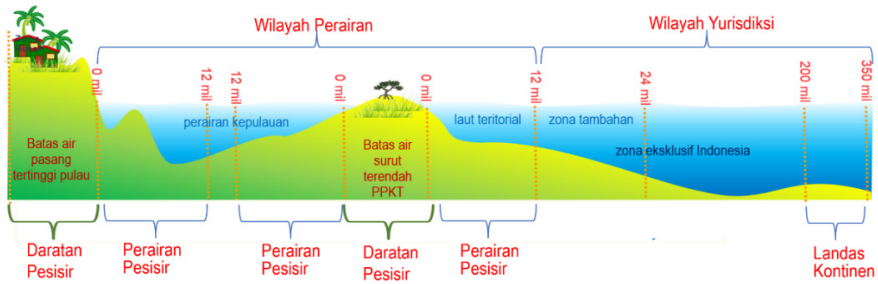 Wilayah Perairan
Wilayah Yurisdiksi
0 mil
12 mil
12 mil
0 mil
0 mil
12 mil
24 mil
200 mil
350 mil
perairan kepulauan
laut teritorial
zona tambahan
zona eksklusif Indonesia
Batas air
pasang
tertinggi pulau
Batas air
surut
terendah
PPKT
Daratan
Pesisir
Perairan
Pesisir
Perairan
Pesisir
Daratan
Pesisir
Perairan
Pesisir
Landas
Kontinen